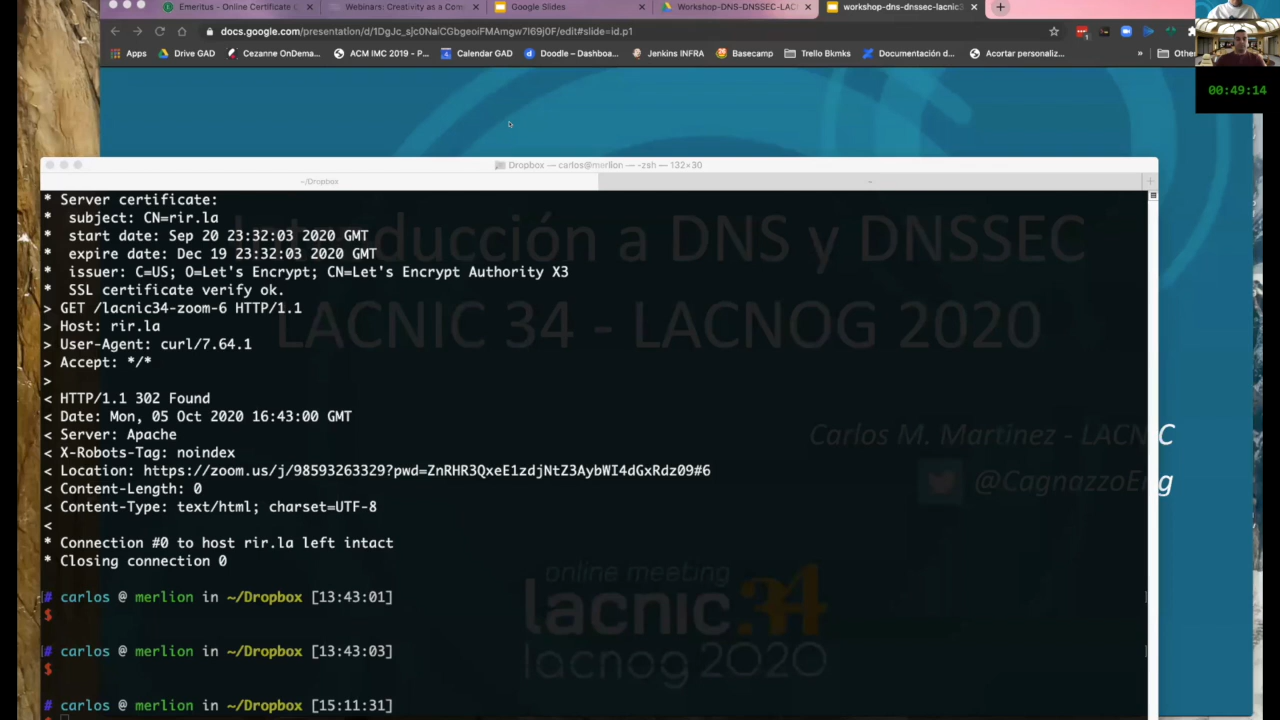 Emeritus - Online Certificate C
Webinars: Creativity as a Com
Google Slides
Workshop-DNS-DNSSEC-LAC
workshop-dns-dnssec-lacnic3
docs.google.com/presentation/d/1DgJc_sjc0NalCGbgeoiFMAmgw7l69j0F/edit#slide=id.p1
Apps
Drive GAD
Cezanne OnDema...
ACM IMC 2019 - P...
Calendar GAD
Doodle – Dashboa...
Jenkins INFRA
Basecamp
Trello Bkmks
Documentación d...
Acortar personaliz...
»
Other
00:49:14
Dropbox — carlos@merlion — -zsh — 132×30
~/Dropbox
~
* Server certificate:
* subject: CN=rir.la
* start date: Sep 20 23:32:03 2020 GMT
* expire date: Dec 19 23:32:03 2020 GMT
* issuer: C=US; O=Let's Encrypt; CN=Let's Encrypt Authority X3
* SSL certificate verify ok.
> GET /lacnic34-zoom-6 HTTP/1.1
> Host: rir.la
> User-Agent: curl/7.64.1
> Accept: */*
>
< HTTP/1.1 302 Found
< Date: Mon, 05 Oct 2020 16:43:00 GMT
< Server: Apache
< X-Robots-Tag: noindex
< Location: https://zoom.us/j/98593263329?pwd=ZnRHR3QxeE1zdjNtZ3AybWI4dGxRdz09#6
< Content-Length: 0
< Content-Type: text/html; charset=UTF-8
<
* Connection #0 to host rir.la left intact
* Closing connection 0
# carlos @ merlion in ~/Dropbox [13:43:01]
$
# carlos @ merlion in ~/Dropbox [13:43:03]
$
# carlos @ merlion in ~/Dropbox [15:11:31]
$
Introducción a DNS y DNSSEC
LACNIC 34 - LACNOG 2020
Carlos M. Martinez - LACNIC
@CagnazzoEng
online meeting
lacnic 34
lacnog 2020